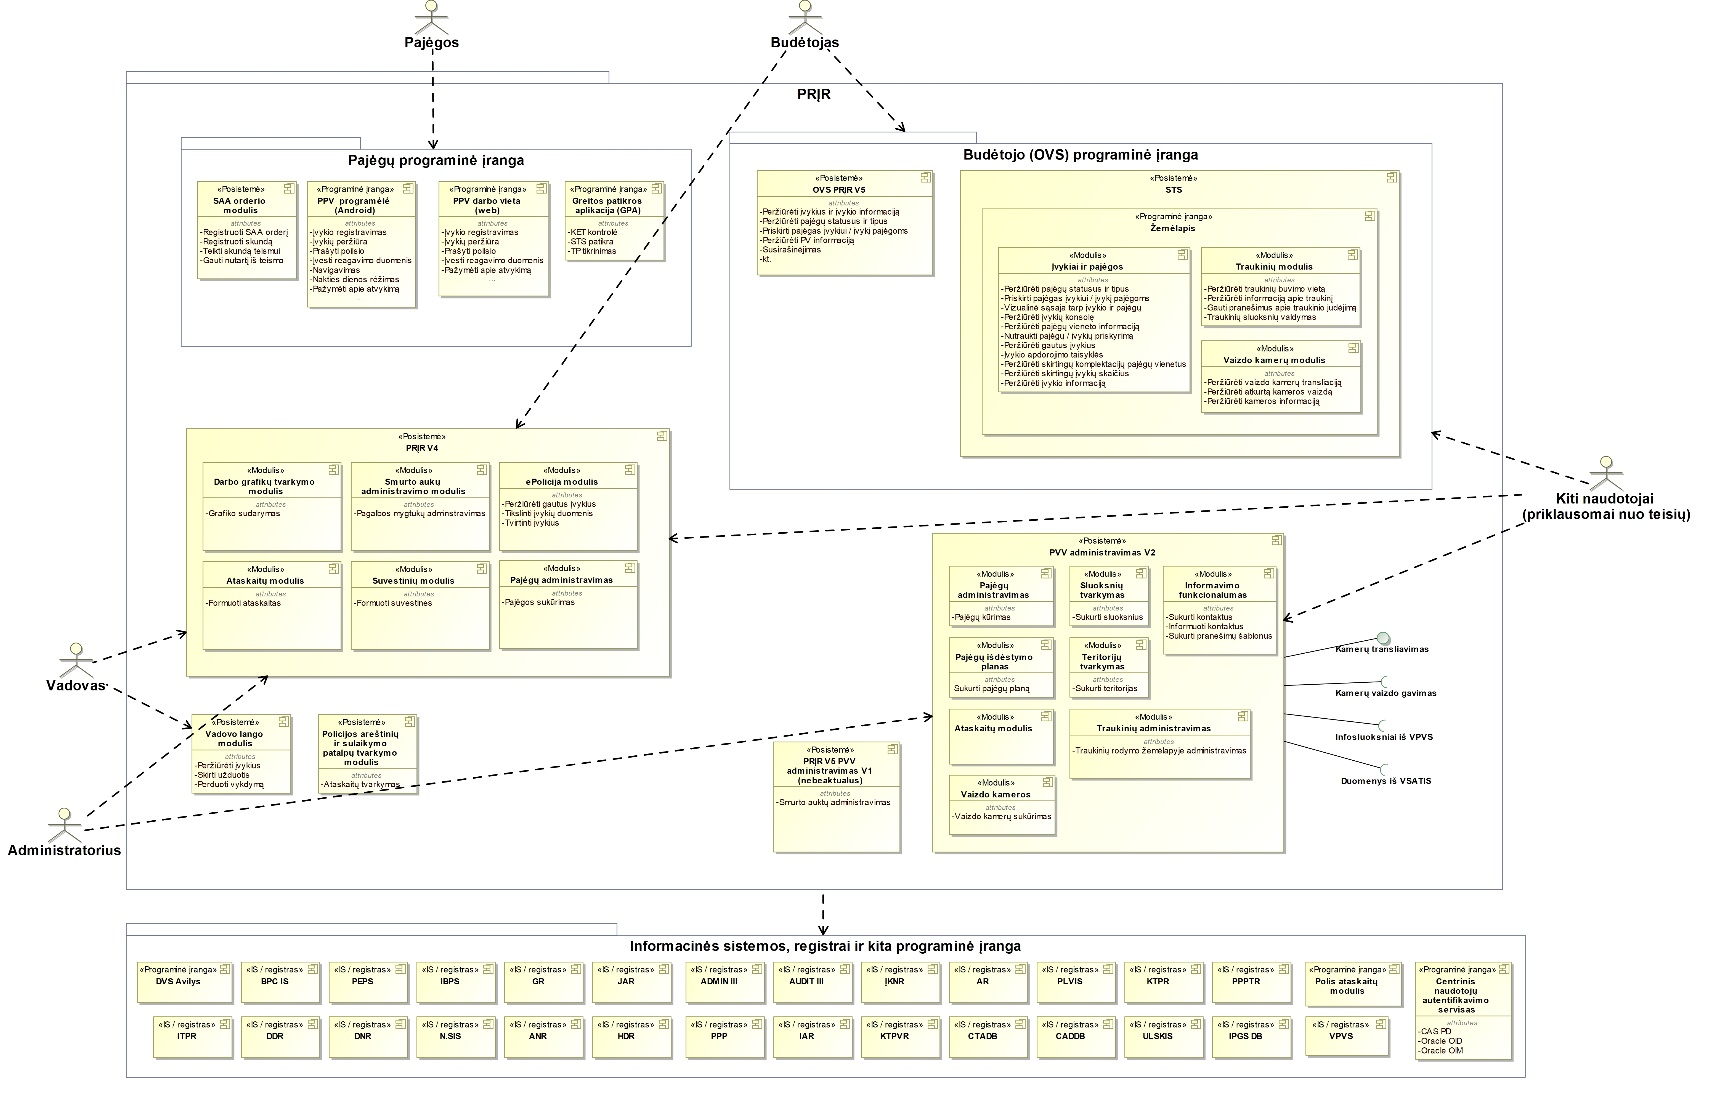 Pajėgos
Budėtojas
PRĮR
Pajėgų programinė įranga
«Posistemė»
SAA orderio
modulis
attributes
-Registruoti SAA orderį
-Registruoti skundą
-Teikti skundą teismui
-Gauti nutartį iš teismo
«Programinė įranga»
PPV programėlė
(Android)
attributes
-Įvykio registravimas
-Įvykių peržiūra
-Prašyti poilsio
-Įvesti reagavimo duomenis
-Navigavimas
-Nakties dienos rėžimas
-Pažymėti apie atvykimą
...
«Programinė įranga»
PPV darbo vieta
(web)
attributes
-Įvykio registravimas
-Įvykių peržiūra
-Prašyti poilsio
-Įvesti reagavimo duomenis
-Pažymėti apie atvykimą
...
«Programinė įranga»
Greitos patikros
aplikacija (GPA)
attributes
-KET kontrolė
-STS patikra
-TP tikrinimas
Budėtojo (OVS) programinė įranga
«Posistemė»
OVS PRĮR V5
attributes
-Peržiūrėti įvykius ir įvykio informaciją
-Peržiūrėti pajėgų statusus ir tipus
-Priskirti pajėgas įvykiui / įvykį pajėgoms
-Peržiūrėti PV informaciją
-Susirašinėjimas
-kt.
«Posistemė»
STS
«Programinė įranga»
Žemėlapis
«Modulis»
Įvykiai ir pajėgos
attributes
-Peržiūrėti pajėgų statusus ir tipus
-Priskirti pajėgas įvykiui / įvykį pajėgoms
-Vizualinė sąsaja tarp įvykio ir pajėgų
-Peržiūrėti įvykių konsolę
-Peržiūrėti pajėgų vieneto informaciją
-Nutraukti pajėgų / įvykių priskyrimą
-Peržiūrėti gautus įvykius
-Įvykio apdorojimo taisyklės
-Peržiūrėti skirtingų komplektacijų pajėgų vienetus
-Peržiūrėti skirtingų įvykių skaičius
-Peržiūrėti įvykio informaciją
«Modulis»
Traukinių modulis
attributes
-Peržiūrėti traukinių buvimo vietą
-Peržiūrėti informaciją apie traukinį
-Gauti pranešimus apie traukinio judėjimą
-Traukinių sluoksnių valdymas
«Modulis»
Vaizdo kamerų modulis
attributes
-Peržiūrėti vaizdo kamerų transliaciją
-Peržiūrėti atkurtą kameros vaizdą
-Peržiūrėti kameros informaciją
Kiti naudotojai
(priklausomai nuo teisių)
«Posistemė»
PRĮR V4
«Modulis»
Darbo grafikų tvarkymo
modulis
attributes
-Grafiko sudarymas
«Modulis»
Smurto aukų
administravimo modulis
attributes
-Pagalbos mygtukų adminstravimas
«Modulis»
ePolicija modulis
attributes
-Peržiūrėti gautus įvykius
-Tikslinti įvykių duomenis
-Tvirtinti įvykius
«Modulis»
Ataskaitų modulis
attributes
-Formuoti ataskaitas
«Modulis»
Suvestinių modulis
attributes
-Formuoti suvestines
«Modulis»
Pajėgų administravimas
attributes
-Pajėgos sukūrimas
«Posistemė»
PVV administravimas V2
«Modulis»
Pajėgų
administravimas
attributes
-Pajėgų kūrimas
«Modulis»
Sluoksnių
tvarkymas
attributes
-Sukurti sluoksnius
«Modulis»
Informavimo
funkcionalumas
attributes
-Sukurti kontaktus
-Informuoti kontaktus
-Sukurti pranešimų šablonus
«Modulis»
Pajėgų išdėstymo
planas
attributes
Sukurti pajėgų planą
«Modulis»
Teritorijų
tvarkymas
attributes
-Sukurti teritorijas
«Modulis»
Ataskaitų modulis
«Modulis»
Traukinių administravimas
attributes
-Traukinių rodymo žemėlapyje administravimas
«Modulis»
Vaizdo kameros
attributes
-Vaizdo kamerų sukūrimas
Kamerų transliavimas
Kamerų vaizdo gavimas
Infosluoksniai iš VPVS
Duomenys iš VSATIS
Vadovas
«Posistemė»
Vadovo lango
modulis
attributes
-Peržiūrėti įvykius
-Skirti užduotis
-Perduoti vykdymą
«Posistemė»
Policijos areštinių
ir sulaikymo
patalpų tvarkymo
modulis
attributes
-Ataskaitų tvarkymas
«Posistemė»
PRĮR V5 PVV
administravimas V1
(nebeaktualus)
attributes
-Smurto auktų administravimas
Administratorius
Informacinės sistemos, registrai ir kita programinė įranga
«Programinė įranga»
DVS Avilys
«IS / registras»
BPC IS
«IS / registras»
PEPS
«IS / registras»
IBPS
«IS / registras»
GR
«IS / registras»
JAR
«IS / registras»
ADMIN III
«IS / registras»
AUDIT III
«IS / registras»
ĮKNR
«IS / registras»
AR
«IS / registras»
PLVIS
«IS / registras»
KTPR
«IS / registras»
PPPTR
«Programinė įranga»
Polis ataskaitų
modulis
«Programinė įranga»
Centrinis
naudotojų
autentifikavimo
servisas
attributes
-CAS PD
-Oracle OID
-Oracle OIM
«IS / registras»
ITPR
«IS / registras»
DDR
«IS / registras»
DNR
«IS / registras»
N.SIS
«IS / registras»
ANR
«IS / registras»
HDR
«IS / registras»
PPP
«IS / registras»
IAR
«IS / registras»
KTPVR
«IS / registras»
CTADB
«IS / registras»
CADDB
«IS / registras»
ULSKIS
«IS / registras»
IPGS DB
«IS / registras»
VPVS